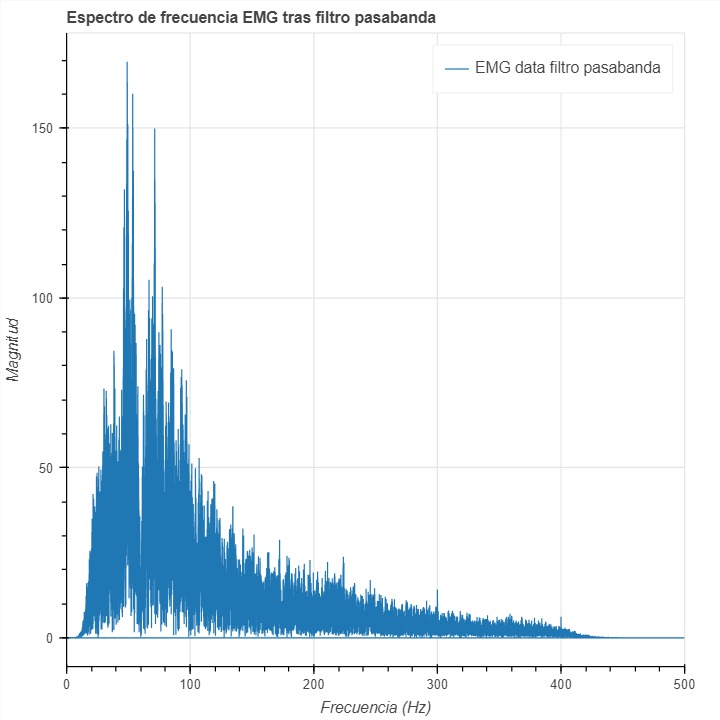 Espectro de frecuencia EMG tras filtro pasabanda
EMG data filtro pasabanda
Magnitud
150
100
50
0
0 100 200 300 400 500
Frecuencia (Hz)